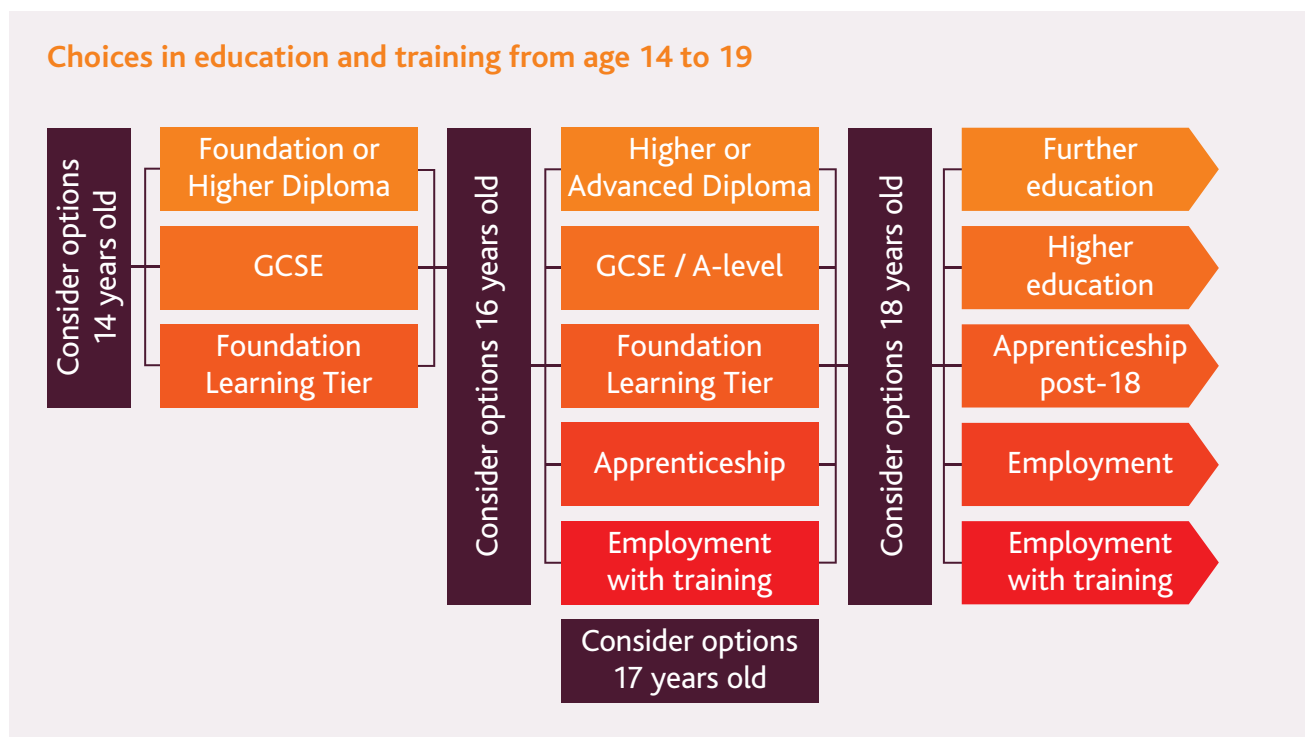 Choices in education and training from age 14 to 19
Consider options
14 years old
Foundation or
Higher Diploma
GCSE
Foundation
Learning Tier
Consider options 16 years old
Higher or
Advanced Diploma
GCSE / A-level
Foundation
Learning Tier
Apprenticeship
Employment
with training
Consider options
17 years old
Consider options 18 years old
Further
education
Higher
education
Apprenticeship
post-18
Employment
Employment
with training